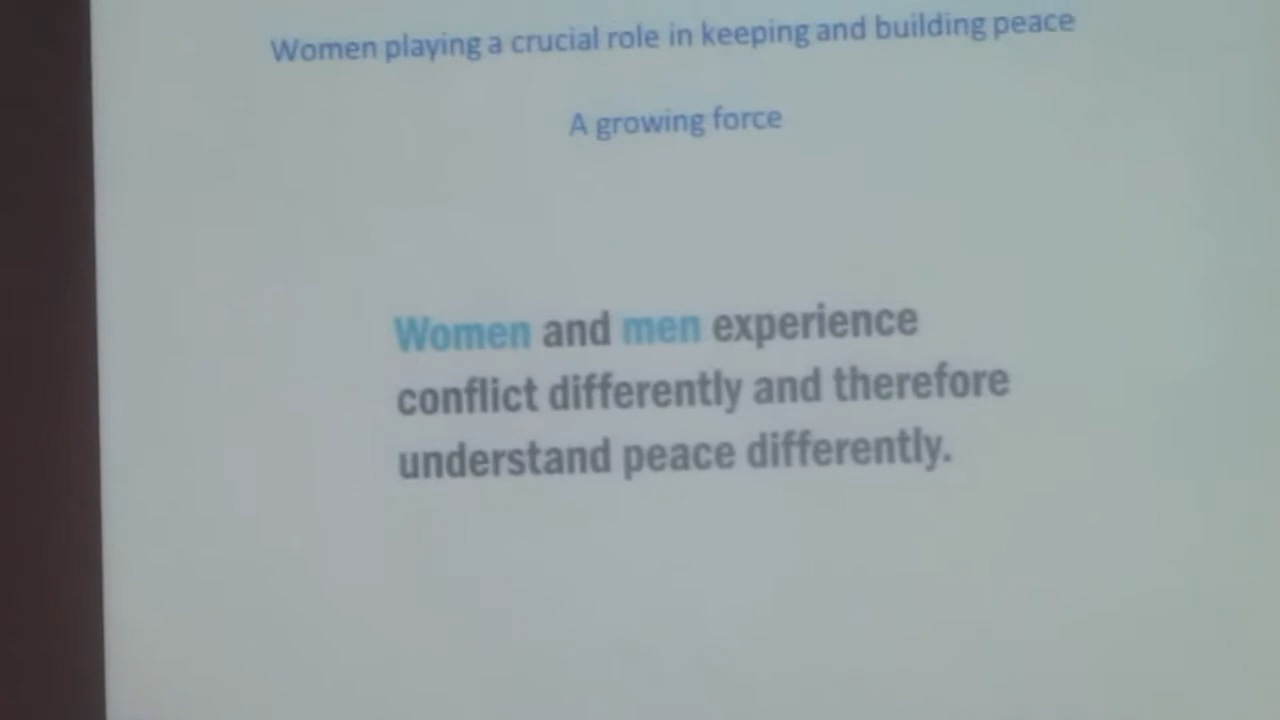 Women playing a crucial role in keeping and building peace
A growing force
Women and men experience
conflict differently and therefore
understand peace differently.